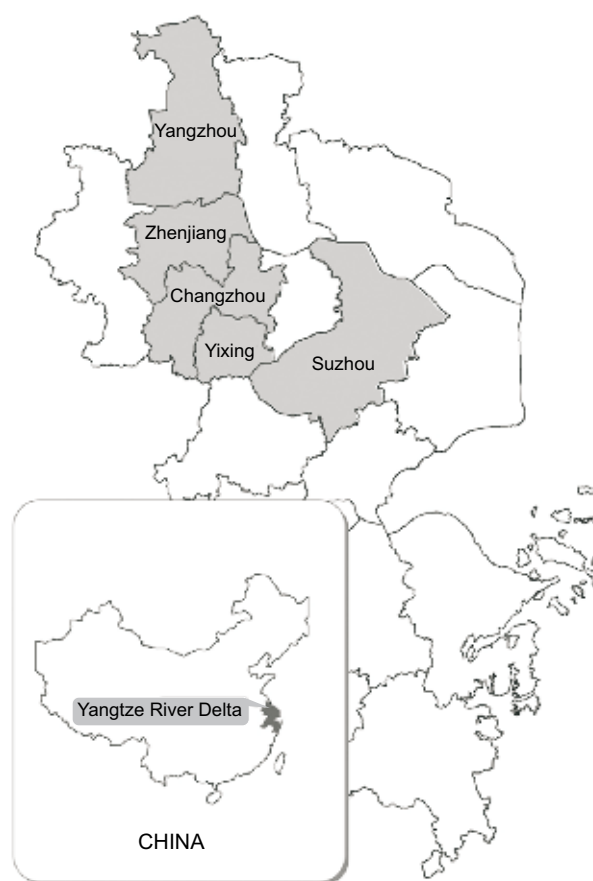 Yangzhou
Zhenjiang
Changzhou
Yixing
Suzhou
Yangtze River Delta
CHINA